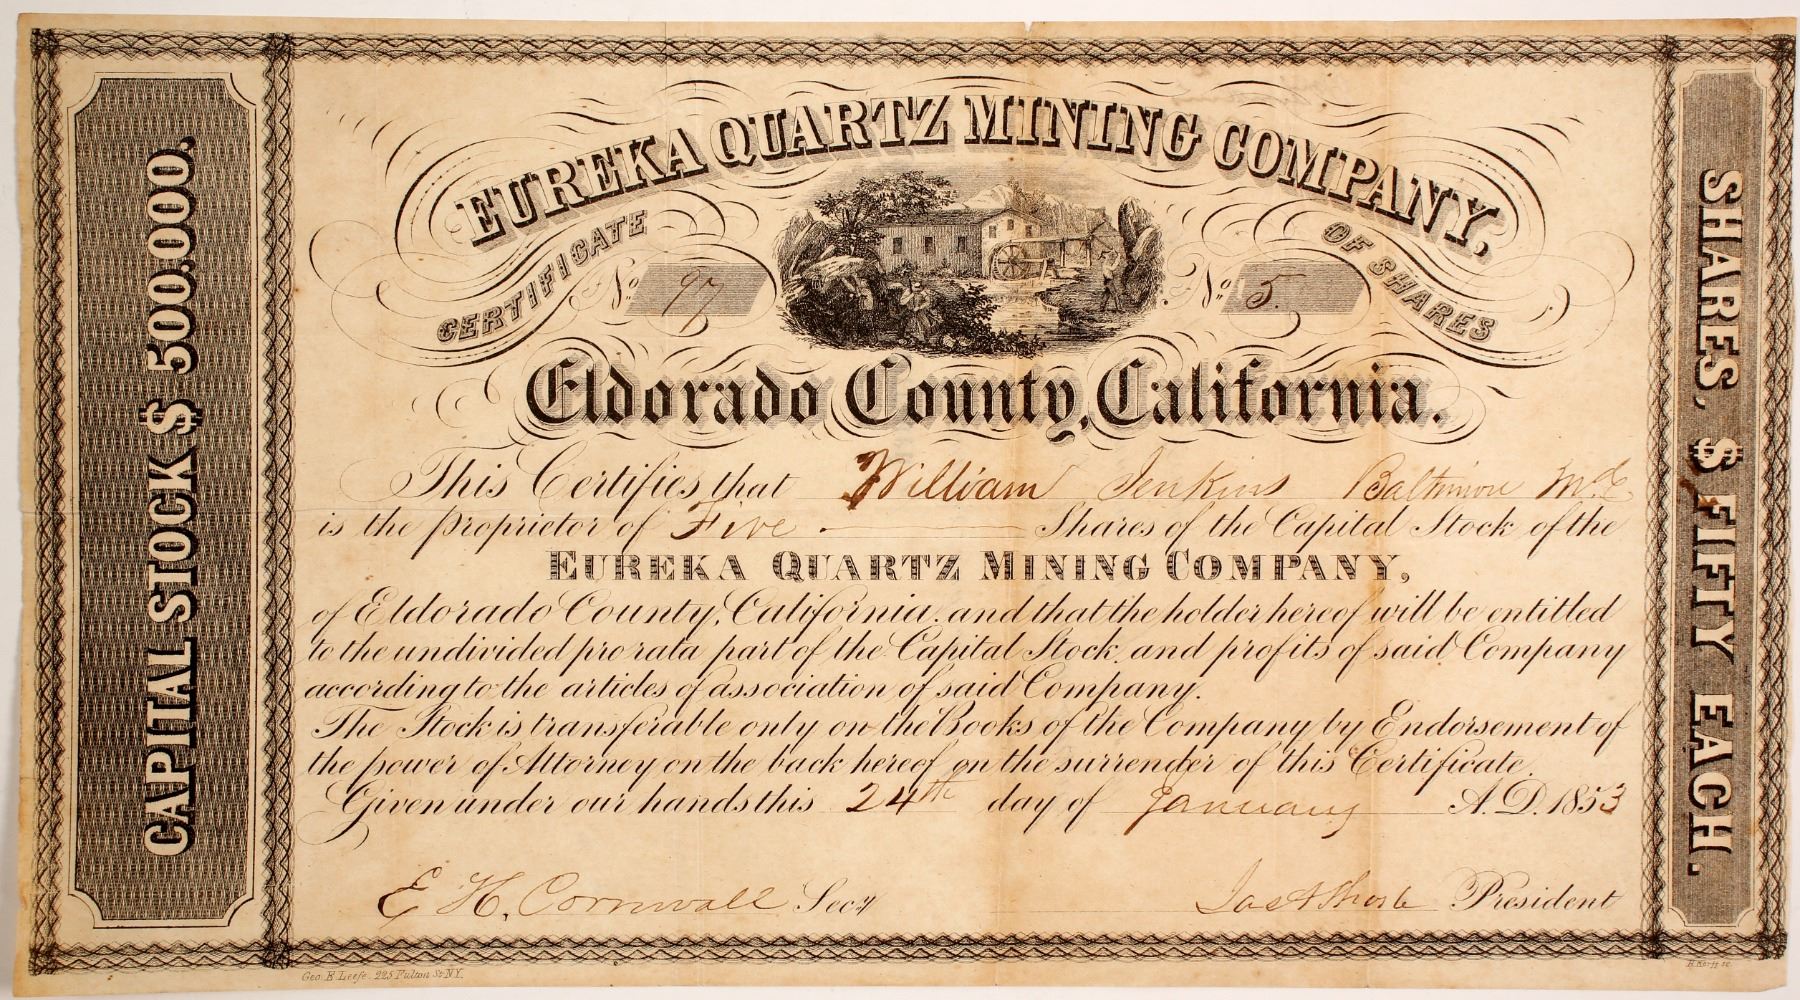 CAPITAL STOCK $ 500.000.
EUREKA QUARTZ MINING COMPANY,
CERTIFICATE OF SHARES
No. 97 No. 5.
Eldorado County, California.
This Certifies that William Jenkins Baltimore Md.
is the proprietor of Five Shares of the Capital Stock of the
EUREKA QUARTZ MINING COMPANY,
of Eldorado County, California, and that the holder hereof will be entitled
to the undivided pro rata part of the Capital Stock, and profits of said Company
according to the articles of association of said Company.
The Stock is transferable only on the Books of the Company by Endorsement of
the power of Attorney on the back hereof on the surrender of this Certificate.
Given under our hands this 24th day of January A.D. 1853
E. H. Cornwall Secy President
Geo. E. Leefe. 225 Fulton St. N.Y.
SHARES, $ FIFTY EACH.